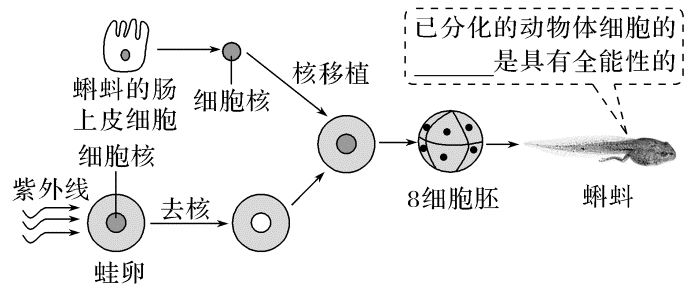 已分化的动物体细胞的
______是具有全能性的
核移植
细胞核
蝌蚪的肠
上皮细胞
细胞核
紫外线
去核
蛙卵
8细胞胚
蝌蚪